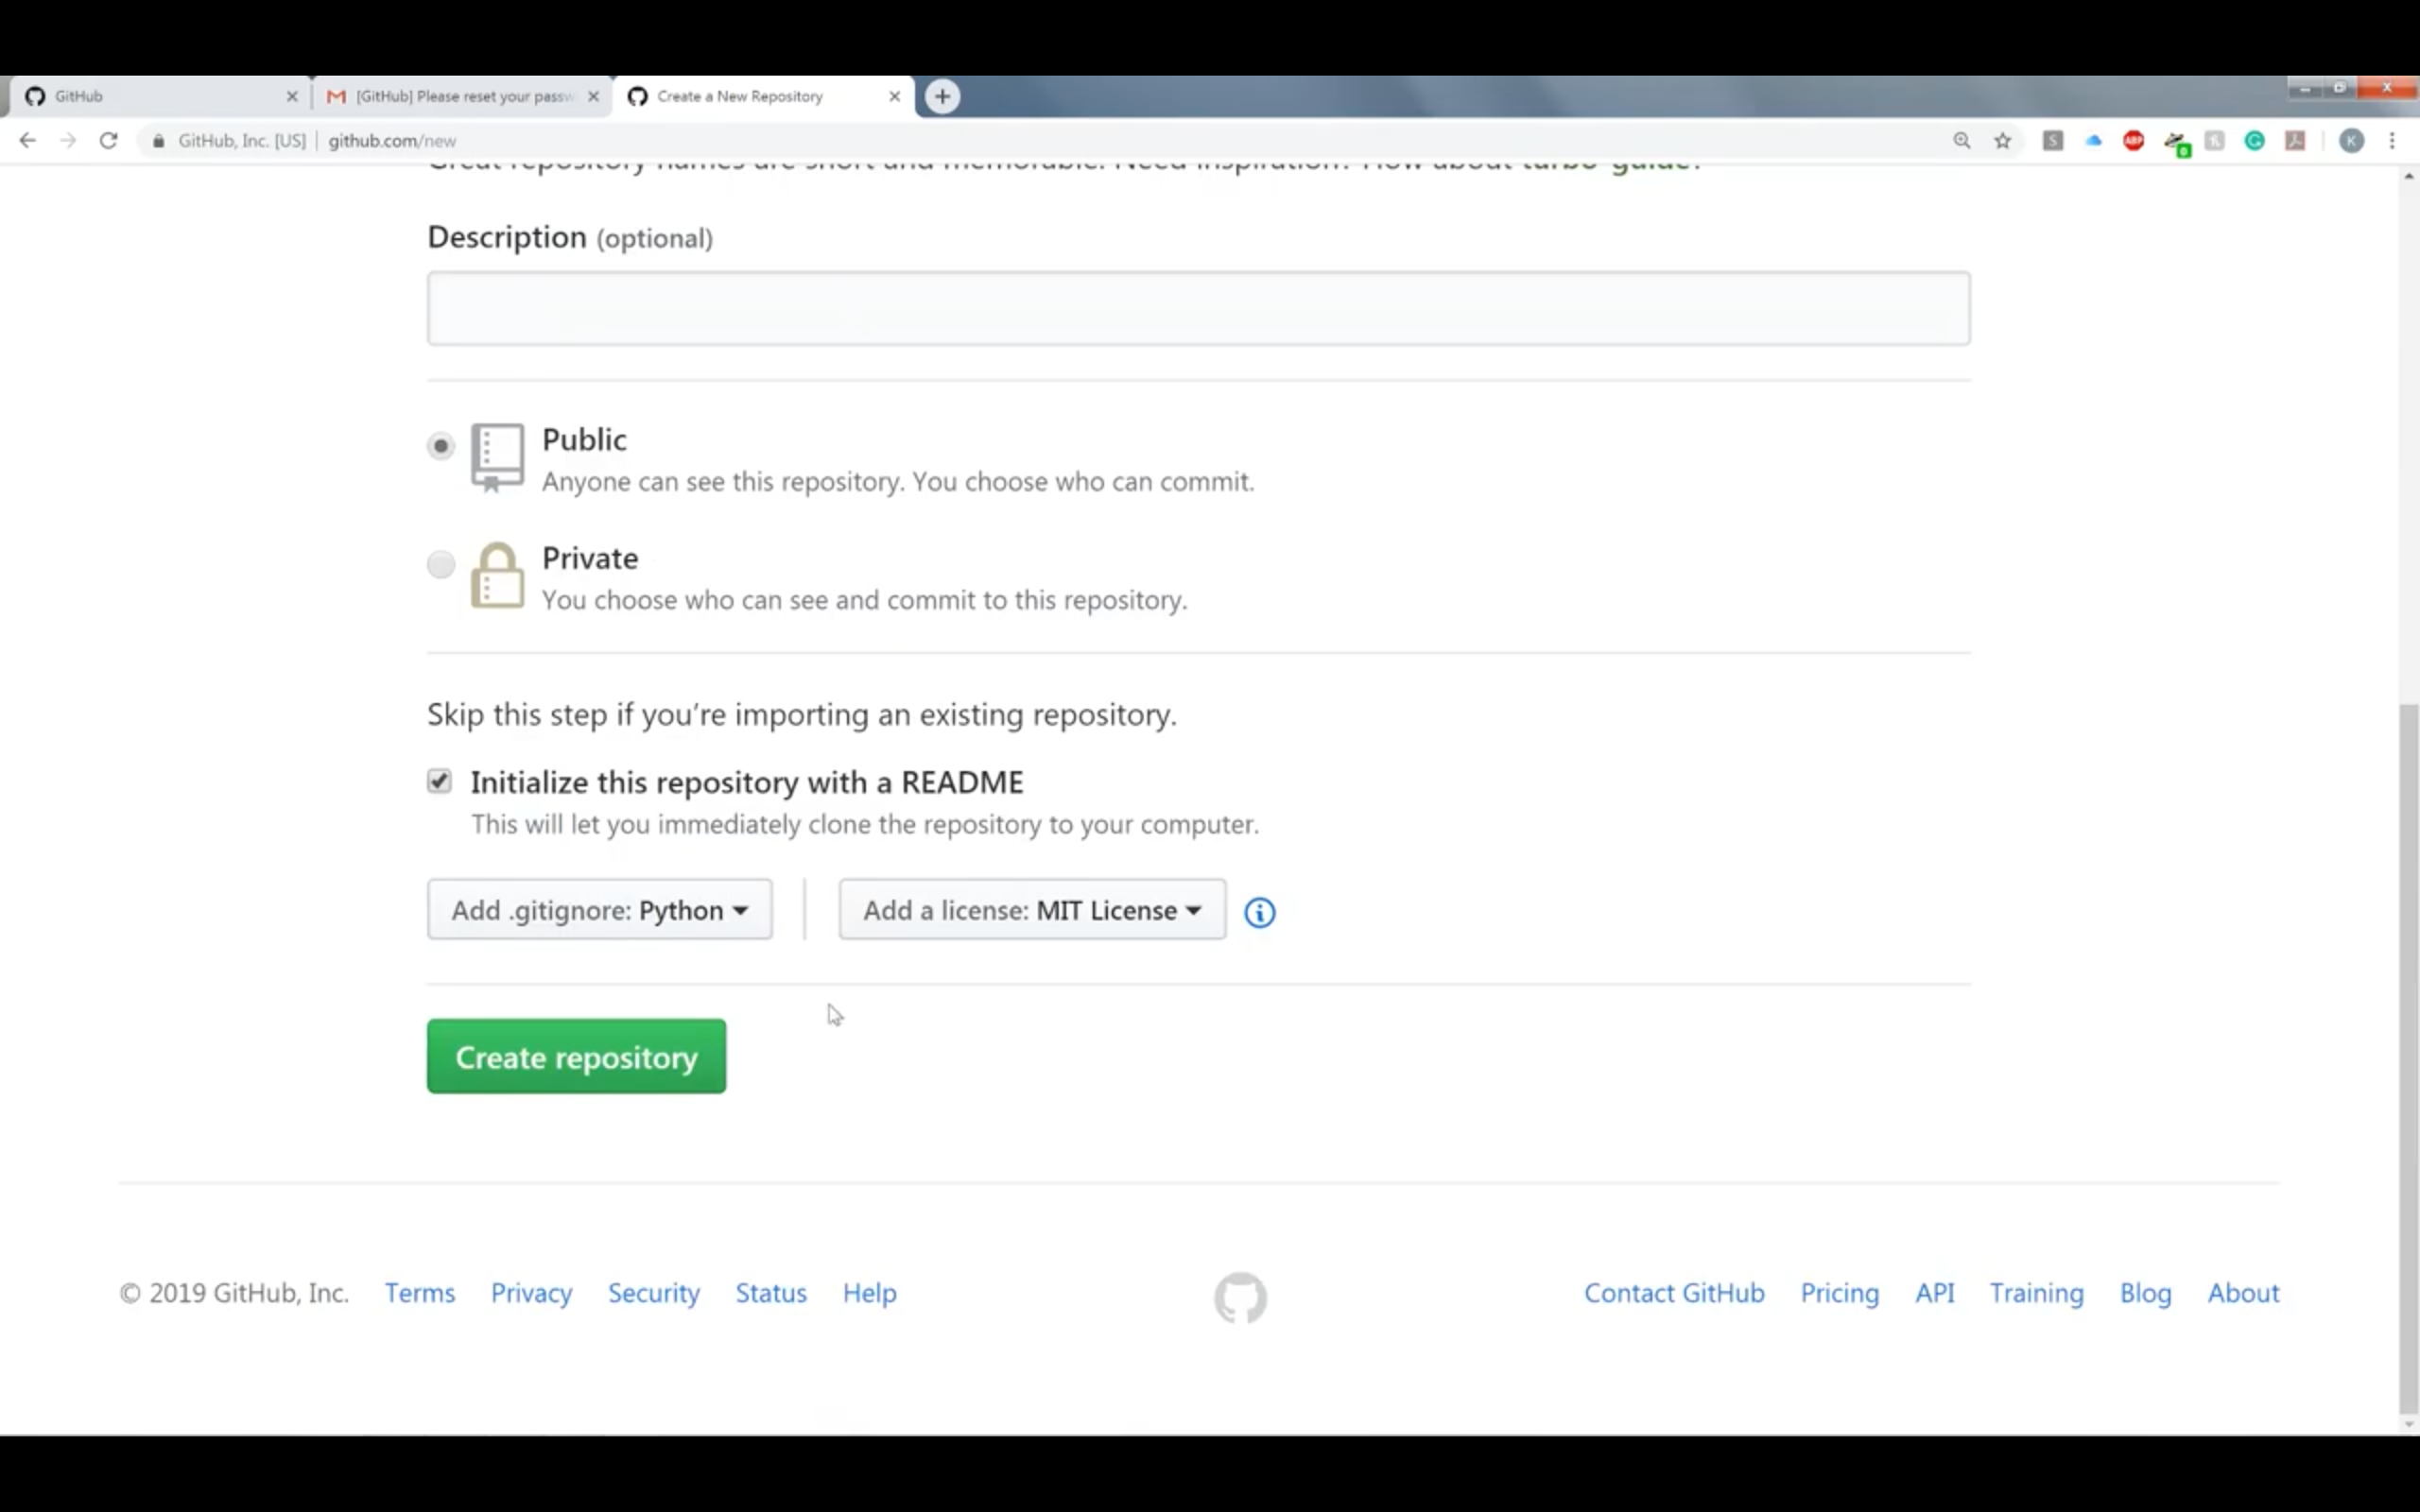 GitHub
[GitHub] Please reset your passw
Create a New Repository
GitHub, Inc. [US] | github.com/new
Great repository names are short and memorable. Need inspiration? How about turbo-guide?
Description (optional)
Public
Anyone can see this repository. You choose who can commit.
Private
You choose who can see and commit to this repository.
Skip this step if you’re importing an existing repository.
Initialize this repository with a README
This will let you immediately clone the repository to your computer.
Add .gitignore: Python
Add a license: MIT License
Create repository
© 2019 GitHub, Inc. Terms Privacy Security Status Help
Contact GitHub Pricing API Training Blog About